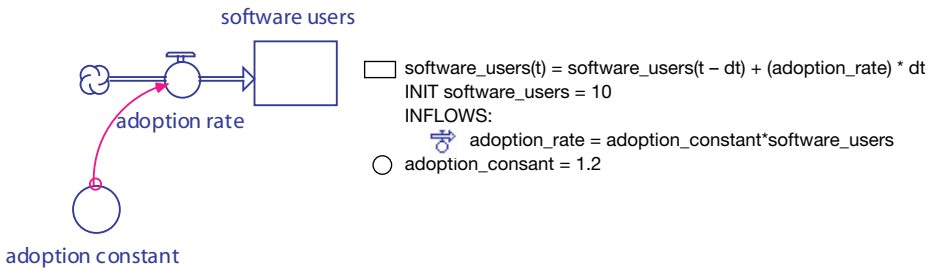 software users
adoption rate
adoption constant
software_users(t) = software_users(t – dt) + (adoption_rate) * dt
INIT software_users = 10
INFLOWS:
adoption_rate = adoption_constant*software_users
adoption_consant = 1.2